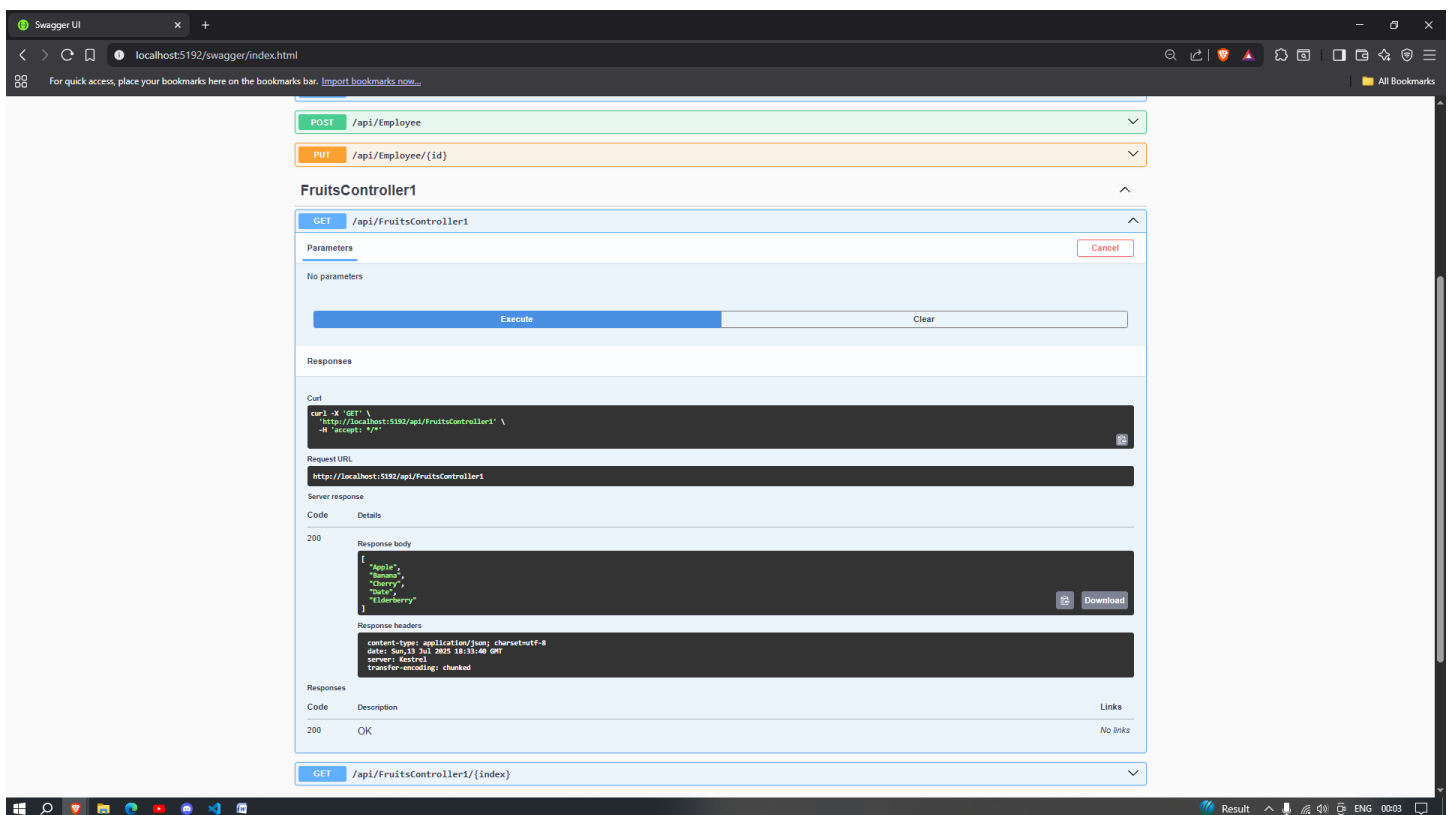 Swagger UI
localhost:5192/swagger/index.html
For quick access, place your bookmarks here on the bookmarks bar. Import bookmarks now...
All Bookmarks
POST /api/Employee
PUT /api/Employee/{id}
FruitsController1
GET /api/FruitsController1
Parameters
Cancel
No parameters
Execute
Clear
Responses
Curl
curl -X 'GET' \
'http://localhost:5192/api/FruitsController1' \
-H 'accept: */*'
Request URL
http://localhost:5192/api/FruitsController1
Server response
Code Details
200
Response body
[
"Apple",
"Banana",
"Cherry",
"Date",
"Elderberry"
]
Download
Response headers
content-type: application/json; charset=utf-8
date: Sun,13 Jul 2025 18:33:40 GMT
server: Kestrel
transfer-encoding: chunked
Responses
Code Description Links
200 OK No links
GET /api/FruitsController1/{index}
Result ENG 00:03